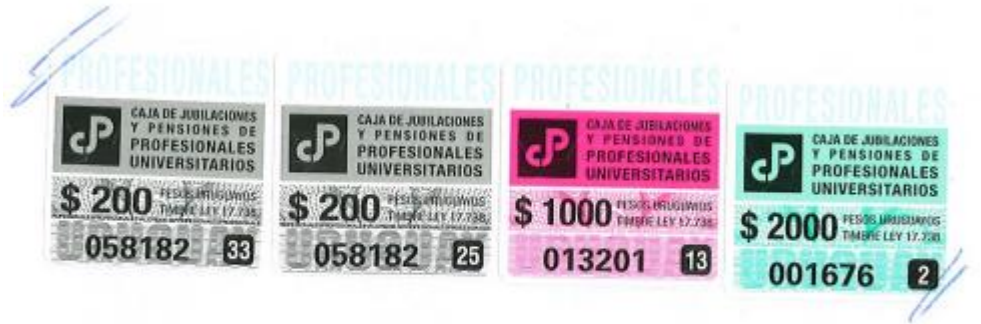 PROFESIONALES
CAJA DE JUBILACIONES
Y PENSIONES DE
PROFESIONALES
UNIVERSITARIOS
$ 200 PESOS URUGUAYOS
TIMBRE LEY 17.738
058182 33
PROFESIONALES
CAJA DE JUBILACIONES
Y PENSIONES DE
PROFESIONALES
UNIVERSITARIOS
$ 200 PESOS URUGUAYOS
TIMBRE LEY 17.738
058182 25
PROFESIONALES
CAJA DE JUBILACIONES
Y PENSIONES DE
PROFESIONALES
UNIVERSITARIOS
$ 1000 PESOS URUGUAYOS
TIMBRE LEY 17.738
013201 13
PROFESIONALES
CAJA DE JUBILACIONES
Y PENSIONES DE
PROFESIONALES
UNIVERSITARIOS
$ 2000 PESOS URUGUAYOS
TIMBRE LEY 17.738
001676 2